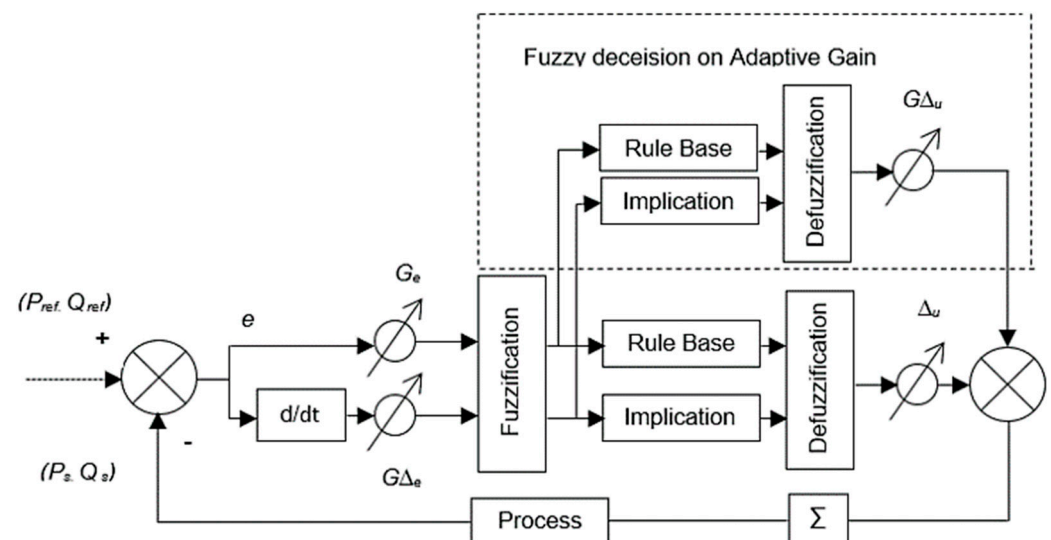 Fuzzy deceision on Adaptive Gain
GΔu
Rule Base
Implication
Defuzzification
(Pref. Qref)
+
e
Ge
d/dt
GΔe
Fuzzification
Rule Base
Implication
Defuzzification
Δu
-
(Ps. Qs)
Process
Σ